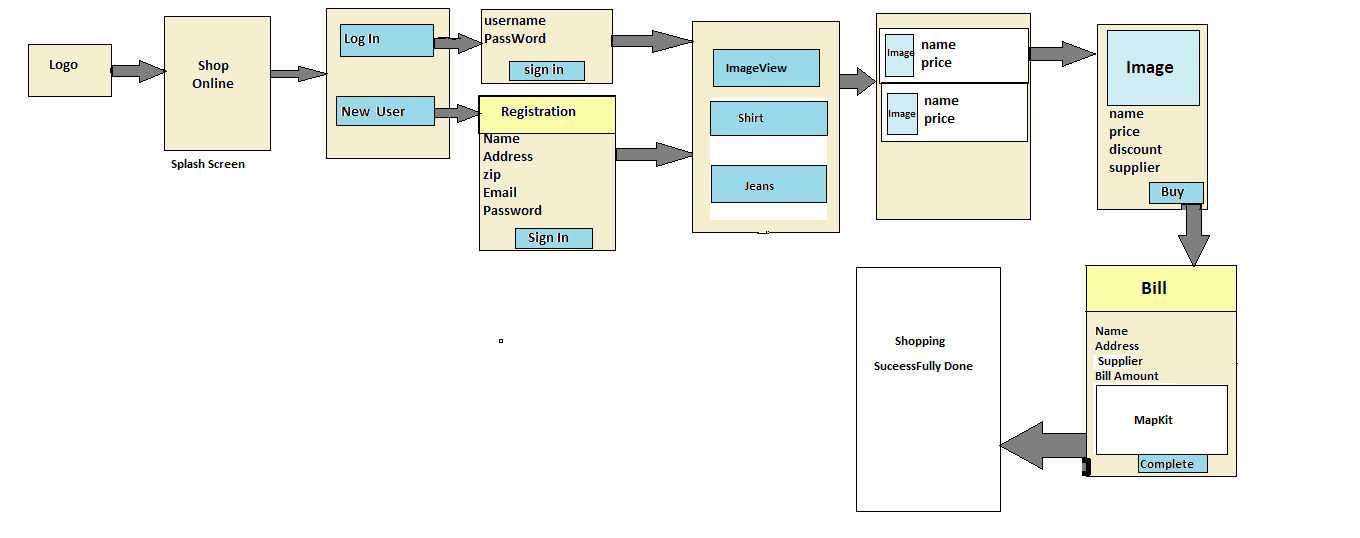 Logo
Shop
Online
Splash Screen
Log In
New User
username
PassWord
sign in
Registration
Name
Address
zip
Email
Password
Sign In
ImageView
Shirt
Jeans
Image
name
price
Image
name
price
Image
name
price
discount
supplier
Buy
Bill
Name
Address
Supplier
Bill Amount
MapKit
Complete
Shopping
SuceessFully Done